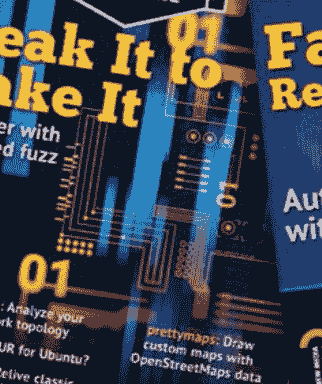 01
eak It to
ake It
er with
ed fuzz
Fa
Re
01
Aut
wit
01
: Analyze your
rk topology
UR for Ubuntu?
Relive classic
prettymaps: Draw
custom maps with
OpenStreetMaps data